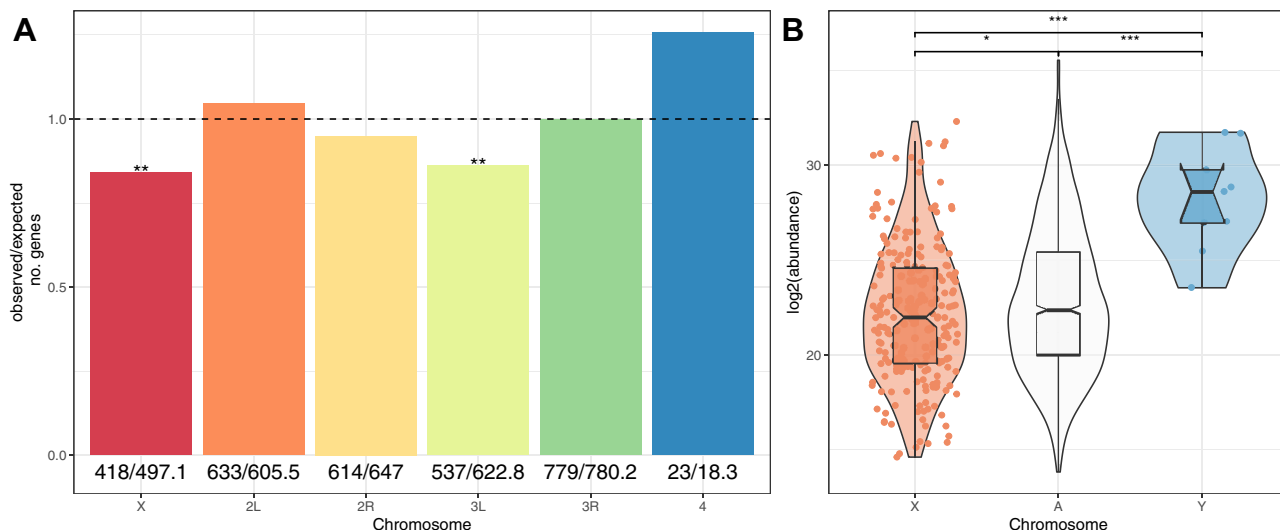 A
observed/expected
no. genes
1.0
0.5
0.0
**
**
418/497.1 633/605.5 614/647 537/622.8 779/780.2 23/18.3
X 2L 2R 3L 3R 4
Chromosome
B
log2(abundance)
30
20
***
* ***
X A Y
Chromosome